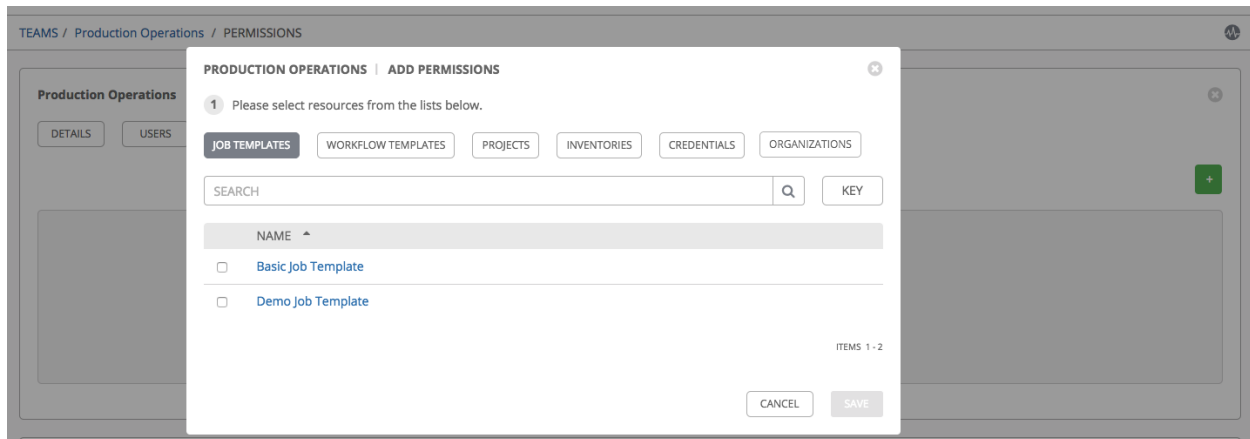 TEAMS / Production Operations / PERMISSIONS
PRODUCTION OPERATIONS | ADD PERMISSIONS
Production Operations
1 Please select resources from the lists below.
DETAILS USERS
JOB TEMPLATES WORKFLOW TEMPLATES PROJECTS INVENTORIES CREDENTIALS ORGANIZATIONS
SEARCH KEY
+
NAME
Basic Job Template
Demo Job Template
ITEMS 1 - 2
CANCEL SAVE